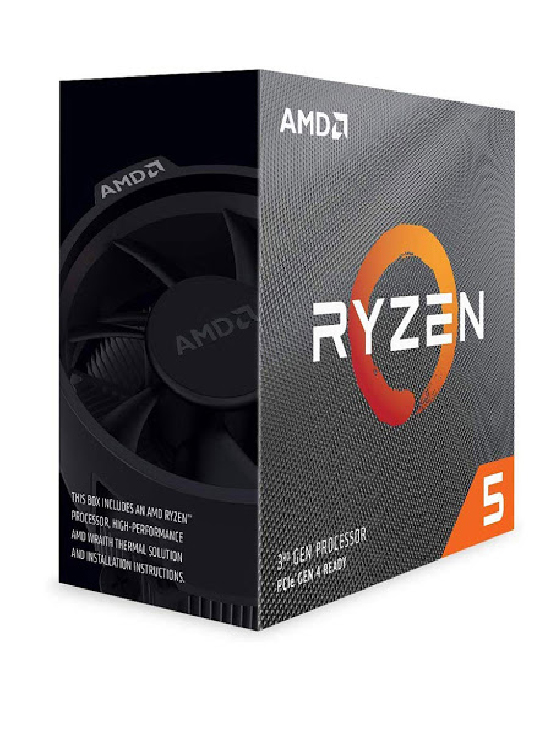 AMD
AMD
THIS BOX INCLUDES AN AMD RYZEN™
PROCESSOR, HIGH-PERFORMANCE
AMD WRAITH THERMAL SOLUTION
AND INSTALLATION INSTRUCTIONS.
AMD
RYZEN
5
3RD GEN PROCESSOR
PCIe GEN 4 READY